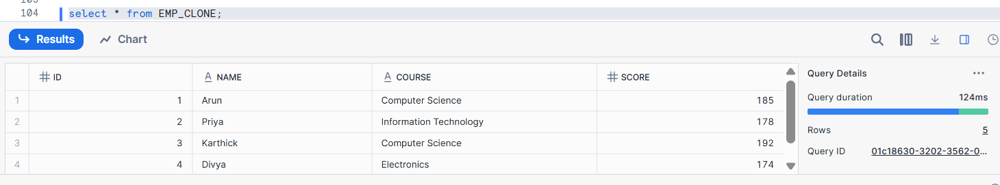 104 select * from EMP_CLONE;
Results Chart
ID NAME COURSE SCORE Query Details
1 1 Arun Computer Science 185 Query duration 124ms
2 2 Priya Information Technology 178
3 3 Karthick Computer Science 192 Rows 5
4 4 Divya Electronics 174 Query ID 01c18630-3202-3562-0...